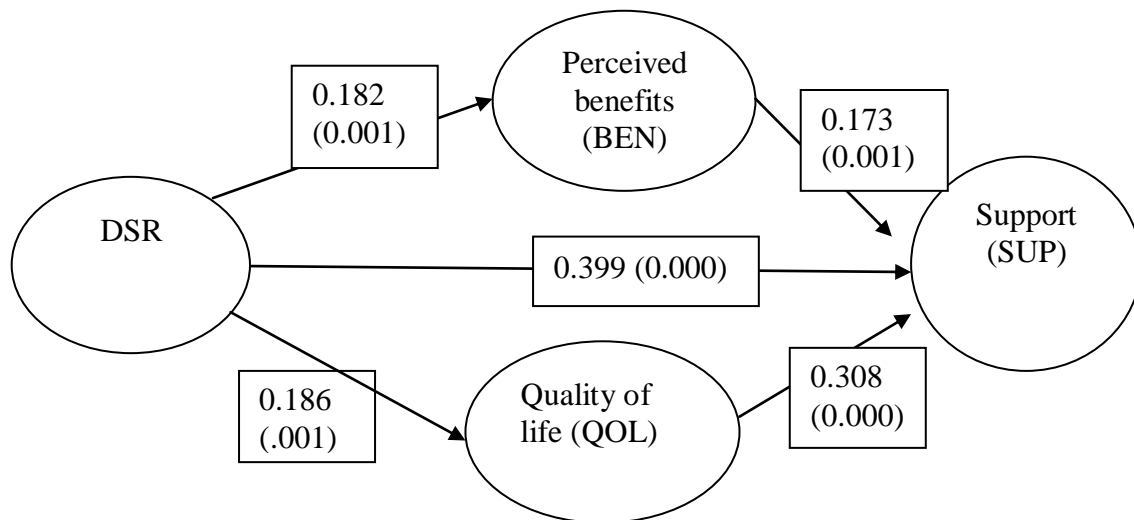 Perceived
benefits
(BEN)
0.182
(0.001)
0.173
(0.001)
DSR
Support
(SUP)
0.399 (0.000)
Quality of
life (QOL)
0.186
(.001)
0.308
(0.000)